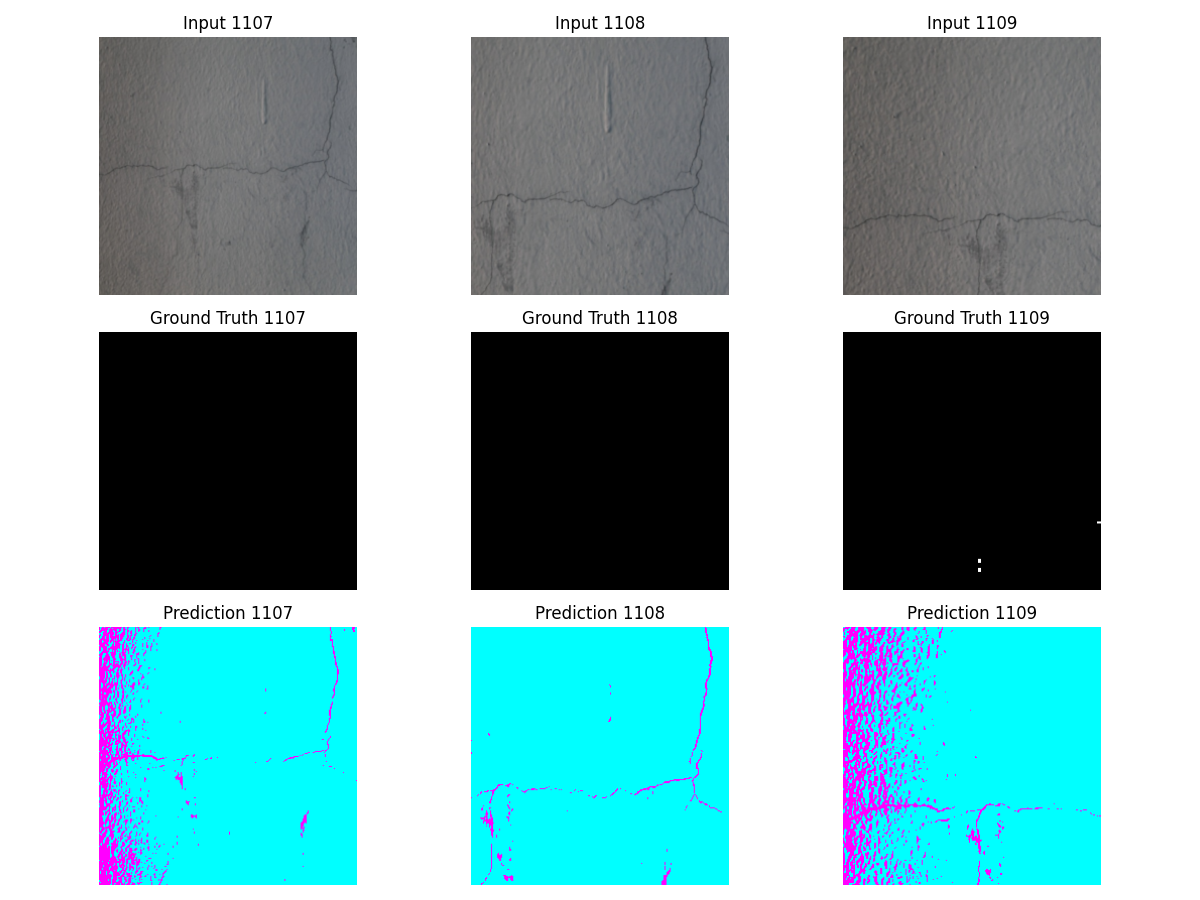 Input 1107
Input 1108
Input 1109
Ground Truth 1107
Ground Truth 1108
Ground Truth 1109
Prediction 1107
Prediction 1108
Prediction 1109